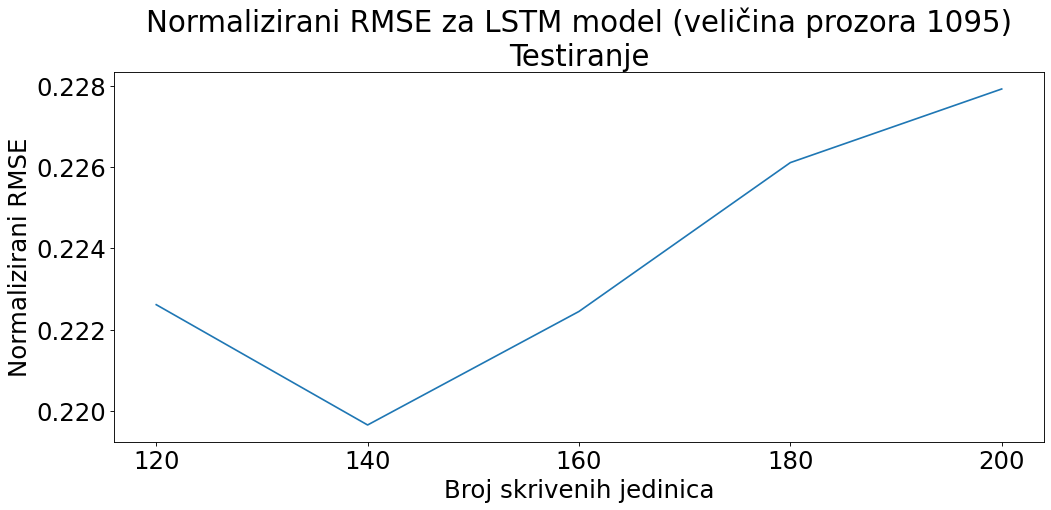 Normalizirani RMSE za LSTM model (veličina prozora 1095)
Testiranje
Normalizirani RMSE
0.228
0.226
0.224
0.222
0.220
120 140 160 180 200
Broj skrivenih jedinica